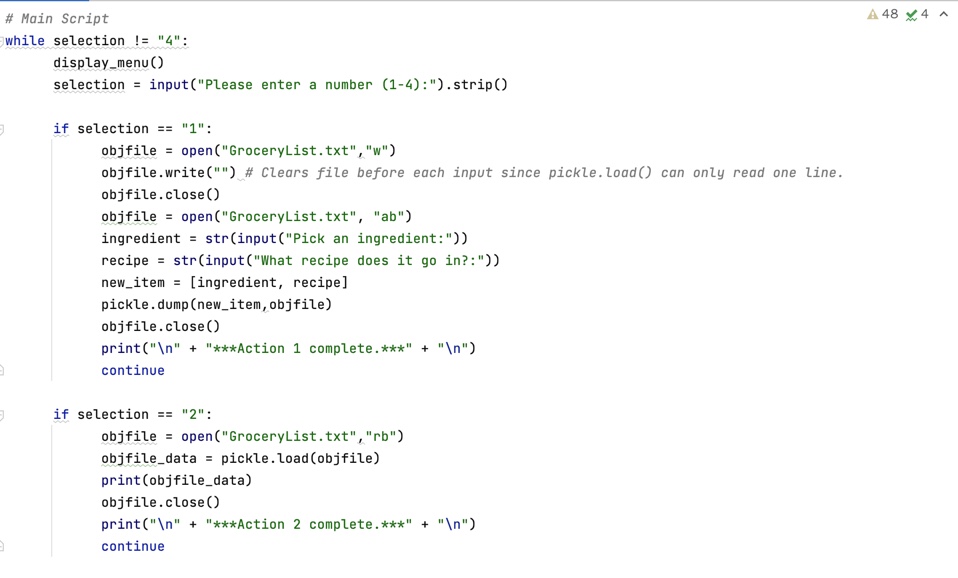 # Main Script
48 4
while selection != "4":
display_menu()
selection = input("Please enter a number (1-4):").strip()
if selection == "1":
objfile = open("GroceryList.txt","w")
objfile.write("") # Clears file before each input since pickle.load() can only read one line.
objfile.close()
objfile = open("GroceryList.txt", "ab")
ingredient = str(input("Pick an ingredient:"))
recipe = str(input("What recipe does it go in?:"))
new_item = [ingredient, recipe]
pickle.dump(new_item,objfile)
objfile.close()
print("\n" + "***Action 1 complete.***" + "\n")
continue
if selection == "2":
objfile = open("GroceryList.txt","rb")
objfile_data = pickle.load(objfile)
print(objfile_data)
objfile.close()
print("\n" + "***Action 2 complete.***" + "\n")
continue